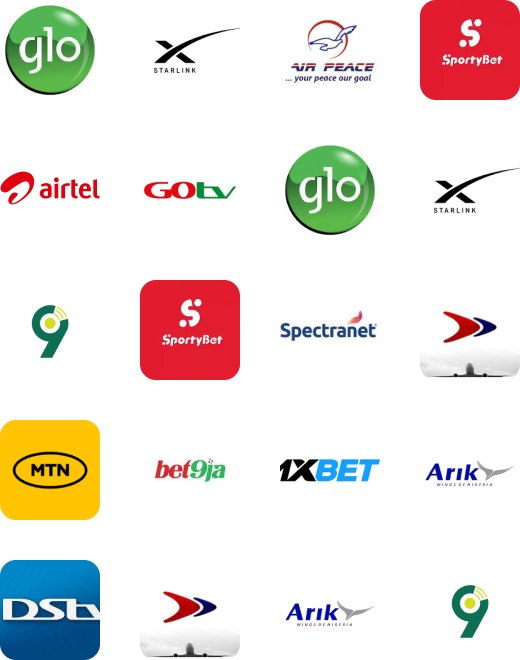 glo
STARLINK
AIR PEACE
... your peace our goal
SportyBet
airtel
GOtv
glo
STARLINK
9
SportyBet
Spectranet
MTN
bet9ja
1XBET
Arik
WINGS OF NIGERIA
DStv
Arik
WINGS OF NIGERIA
9